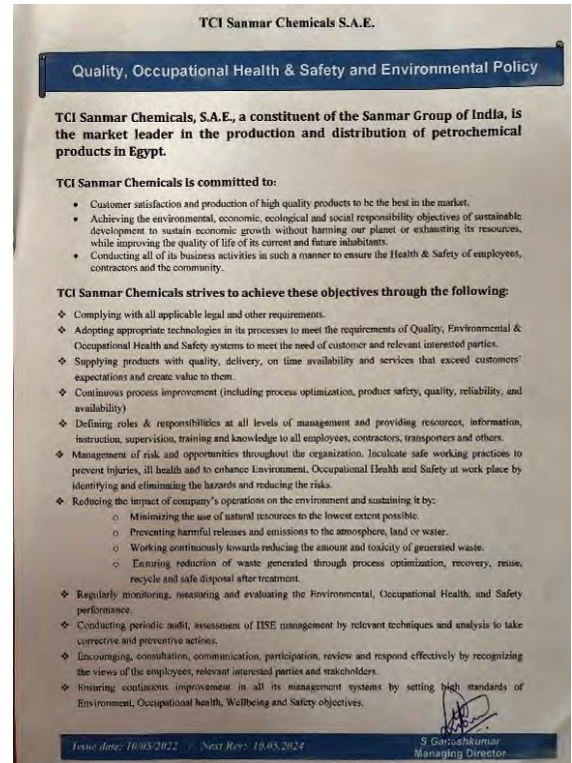 TCI Sanmar Chemicals S.A.E.
Quality, Occupational Health & Safety and Environmental Policy
TCI Sanmar Chemicals, S.A.E., a constituent of the Sanmar Group of India, is
the market leader in the production and distribution of petrochemical
products in Egypt.
TCI Sanmar Chemicals is committed to:
• Customer satisfaction and production of high quality products to be the best in the market.
• Achieving the environmental, economic, ecological and social responsibility objectives of sustainable
development to sustain economic growth without harming our planet or exhausting its resources,
while improving the quality of life of its current and future inhabitants.
• Conducting all of its business activities in such a manner to ensure the Health & Safety of employees,
contractors and the community.
TCI Sanmar Chemicals strives to achieve these objectives through the following:
❖ Complying with all applicable legal and other requirements.
❖ Adopting appropriate technologies in its processes to meet the requirements of Quality, Environmental &
Occupational Health and Safety systems to meet the need of customer and relevant interested parties.
❖ Supplying products with quality, delivery, on time availability and services that exceed customers'
expectations and create value to them.
❖ Continuous process improvement (including process optimization, product safety, quality, reliability, and
availability)
❖ Defining roles & responsibilities at all levels of management and providing resources, information,
instruction, supervision, training and knowledge to all employees, contractors, transporters and others.
❖ Management of risk and opportunities throughout the organization. Inculcate safe working practices to
prevent injuries, ill health and to enhance Environment, Occupational Health and Safety at work place by
identifying and eliminating the hazards and reducing the risks.
❖ Reducing the impact of company's operations on the environment and sustaining it by:
o Minimizing the use of natural resources to the lowest extent possible.
o Preventing harmful releases and emissions to the atmosphere, land or water.
o Working continuously towards reducing the amount and toxicity of generated waste.
o Ensuring reduction of waste generated through process optimization, recovery, reuse,
recycle and safe disposal after treatment.
❖ Regularly monitoring, measuring and evaluating the Environmental, Occupational Health, and Safety
performance.
❖ Conducting periodic audit, assessment of HSE management by relevant techniques and analysis to take
corrective and preventive actions.
❖ Encouraging, consultation, communication, participation, review and respond effectively by recognizing
the views of the employees, relevant interested parties and stakeholders.
❖ Ensuring continuous improvement in all its management systems by setting high standards of
Environment, Occupational health, Wellbeing and Safety objectives.
Issue date: 10/05/2022 / Next Rev: 10.05.2024
S Ganeshkumar
Managing Director